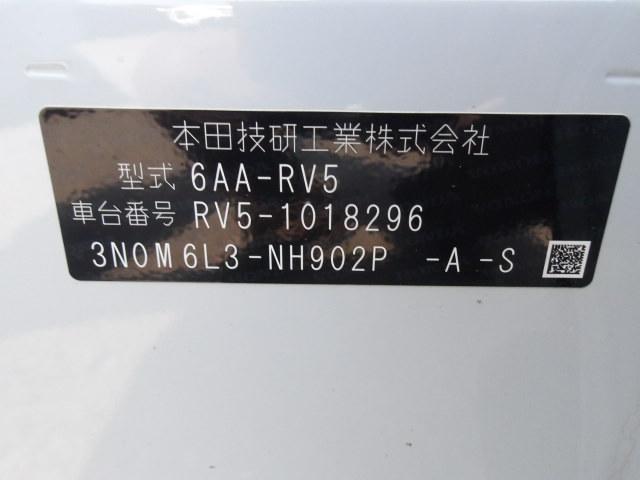 本田技研工業株式会社
型式 6AA-RV5
車台番号 RV5-1018296
3N0M6L3-NH902P -A-S